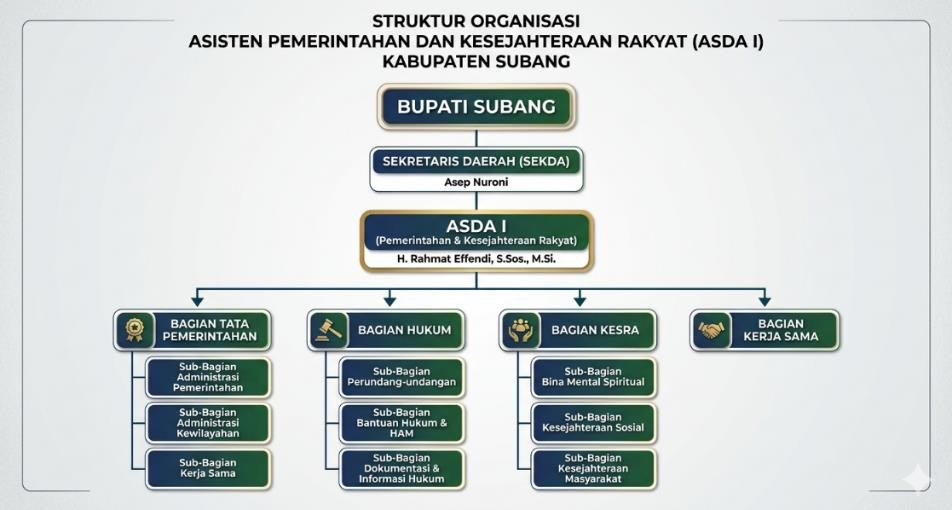 STRUKTUR ORGANISASI
ASISTEN PEMERINTAHAN DAN KESEJAHTERAAN RAKYAT (ASDA I)
KABUPATEN SUBANG
BUPATI SUBANG
SEKRETARIS DAERAH (SEKDA)
Asep Nuroni
ASDA I
(Pemerintahan & Kesejahteraan Rakyat)
H. Rahmat Effendi, S.Sos., M.Si.
BAGIAN TATA
PEMERINTAHAN
Sub-Bagian
Administrasi
Pemerintahan
Sub-Bagian
Administrasi
Kewilayahan
Sub-Bagian
Kerja Sama
BAGIAN HUKUM
Sub-Bagian
Perundang-undangan
Sub-Bagian
Bantuan Hukum &
HAM
Sub-Bagian
Dokumentasi &
Informasi Hukum
BAGIAN KESRA
Sub-Bagian
Bina Mental Spiritual
Sub-Bagian
Kesejahteraan Sosial
Sub-Bagian
Kesejahteraan
Masyarakat
BAGIAN
KERJA SAMA